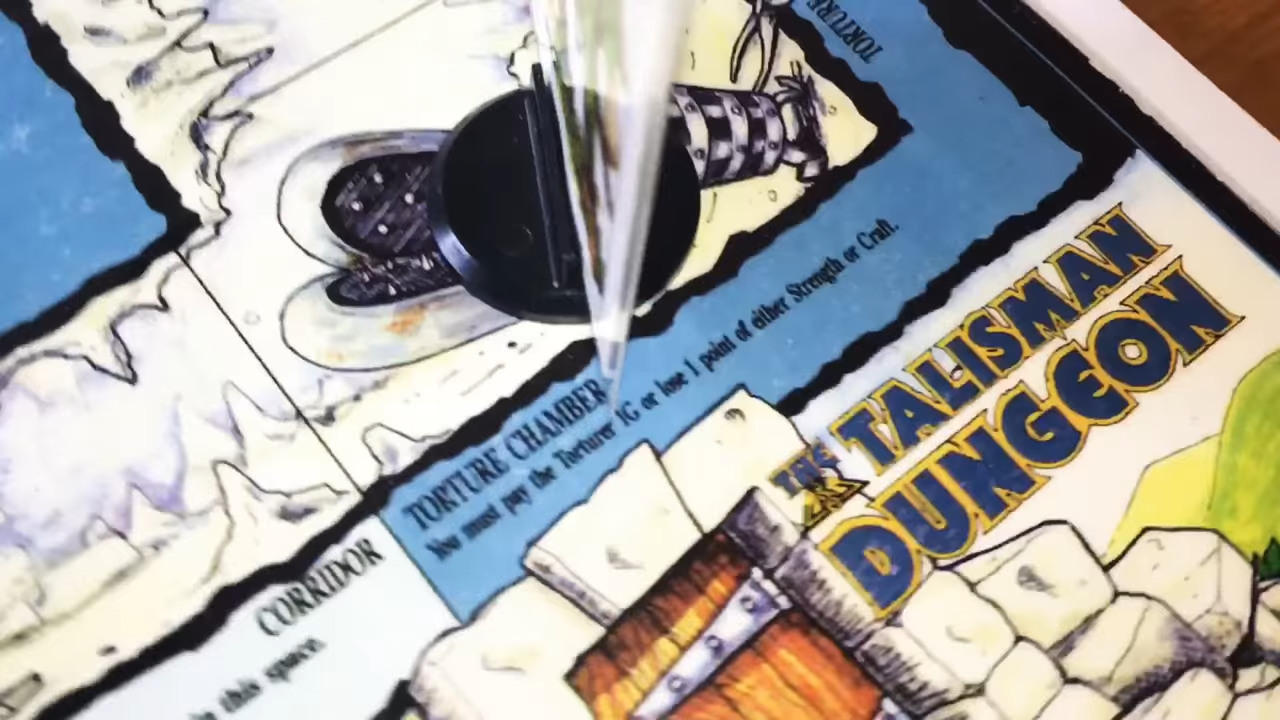 TORTURE
TORTURE CHAMBER
You must pay the Torturer 1G or lose 1 point of either Strength or Craft.
CORRIDOR
this space.
THE
TALISMAN
DUNGEON